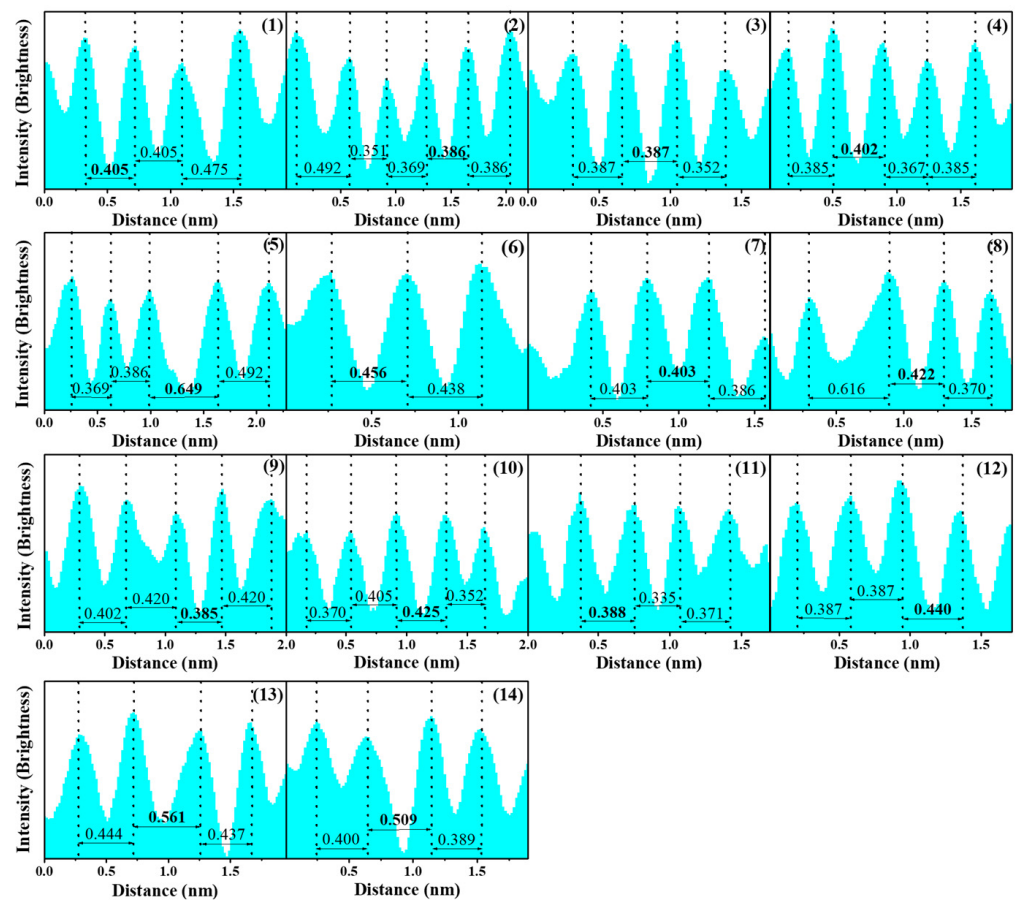 (1) (2) (3) (4)
Intensity (Brightness)
0.405 0.405 0.475
0.492 0.351 0.369 0.386 0.386
0.387 0.387 0.352
0.385 0.402 0.367 0.385
0.0 0.5 1.0 1.5
0.5 1.0 1.5 2.0
0.0 0.5 1.0 1.5
0.5 1.0 1.5
Distance (nm) Distance (nm) Distance (nm) Distance (nm)
(5) (6) (7) (8)
Intensity (Brightness)
0.369 0.386 0.649 0.492
0.456 0.438
0.403 0.403 0.386
0.616 0.422 0.370
0.0 0.5 1.0 1.5 2.0
0.5 1.0
0.0 0.5 1.0 1.5
0.5 1.0 1.5
Distance (nm) Distance (nm) Distance (nm) Distance (nm)
(9) (10) (11) (12)
Intensity (Brightness)
0.402 0.420 0.385 0.420
0.370 0.405 0.425 0.352
0.388 0.335 0.371
0.387 0.387 0.440
0.0 0.5 1.0 1.5 2.0
0.5 1.0 1.5 2.0
0.5 1.0 1.5
0.5 1.0 1.5
Distance (nm) Distance (nm) Distance (nm) Distance (nm)
(13) (14)
Intensity (Brightness)
0.444 0.561 0.437
0.400 0.509 0.389
0.0 0.5 1.0 1.5
0.5 1.0 1.5
Distance (nm) Distance (nm)